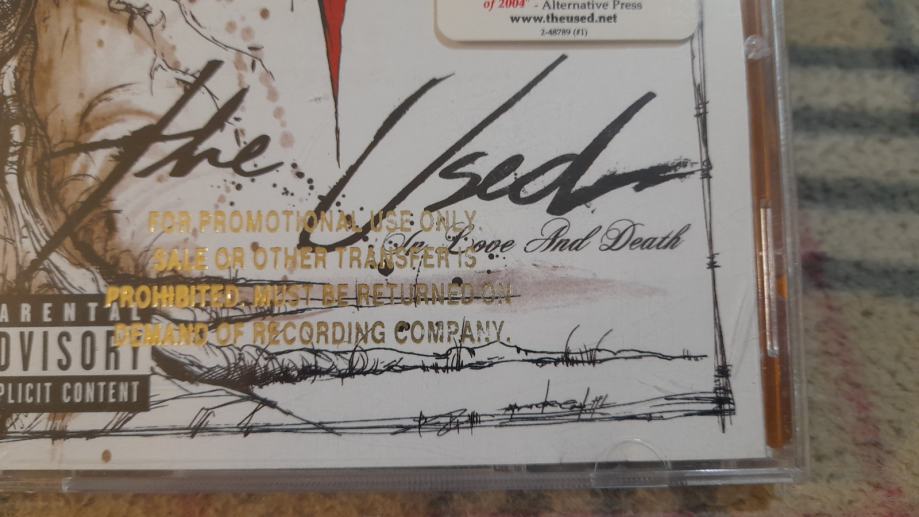 of 2004" - Alternative Press
www.theused.net
2-48789 (#1)
the Used
In Love And Death
FOR PROMOTIONAL USE ONLY.
SALE OR OTHER TRANSFER IS
PROHIBITED. MUST BE RETURNED ON
DEMAND OF RECORDING COMPANY.
ARENTAL
DVISORY
PLICIT CONTENT